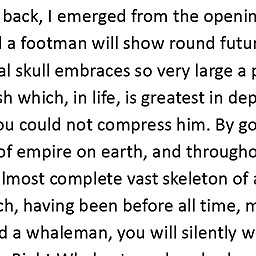 back, I emerged from the openin
a footman will show round futur
al skull embraces so very large a p
sh which, in life, is greatest in dep
ou could not compress him. By go
of empire on earth, and througho
lmost complete vast skeleton of a
ch, having been before all time, m
d a whaleman, you will silently w